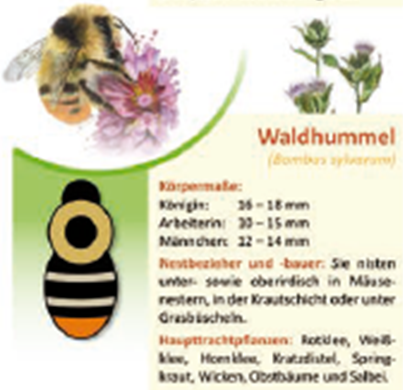 Waldhummel
(Bombus sylvarum)
Körpermaße:
Königin: 16 – 18 mm
Arbeiterin: 10 – 15 mm
Männchen: 12 – 14 mm
Nestbezieher und -bauer: Sie nisten
unter- sowie oberirdisch in Mäuse-
nestern, in der Krautschicht oder unter
Grasbüscheln.
Haupttrachtpflanzen: Rotklee, Weiß-
klee, Hornklee, Kratzdistel, Spring-
kraut, Wicken, Obstbäume und Salbei.